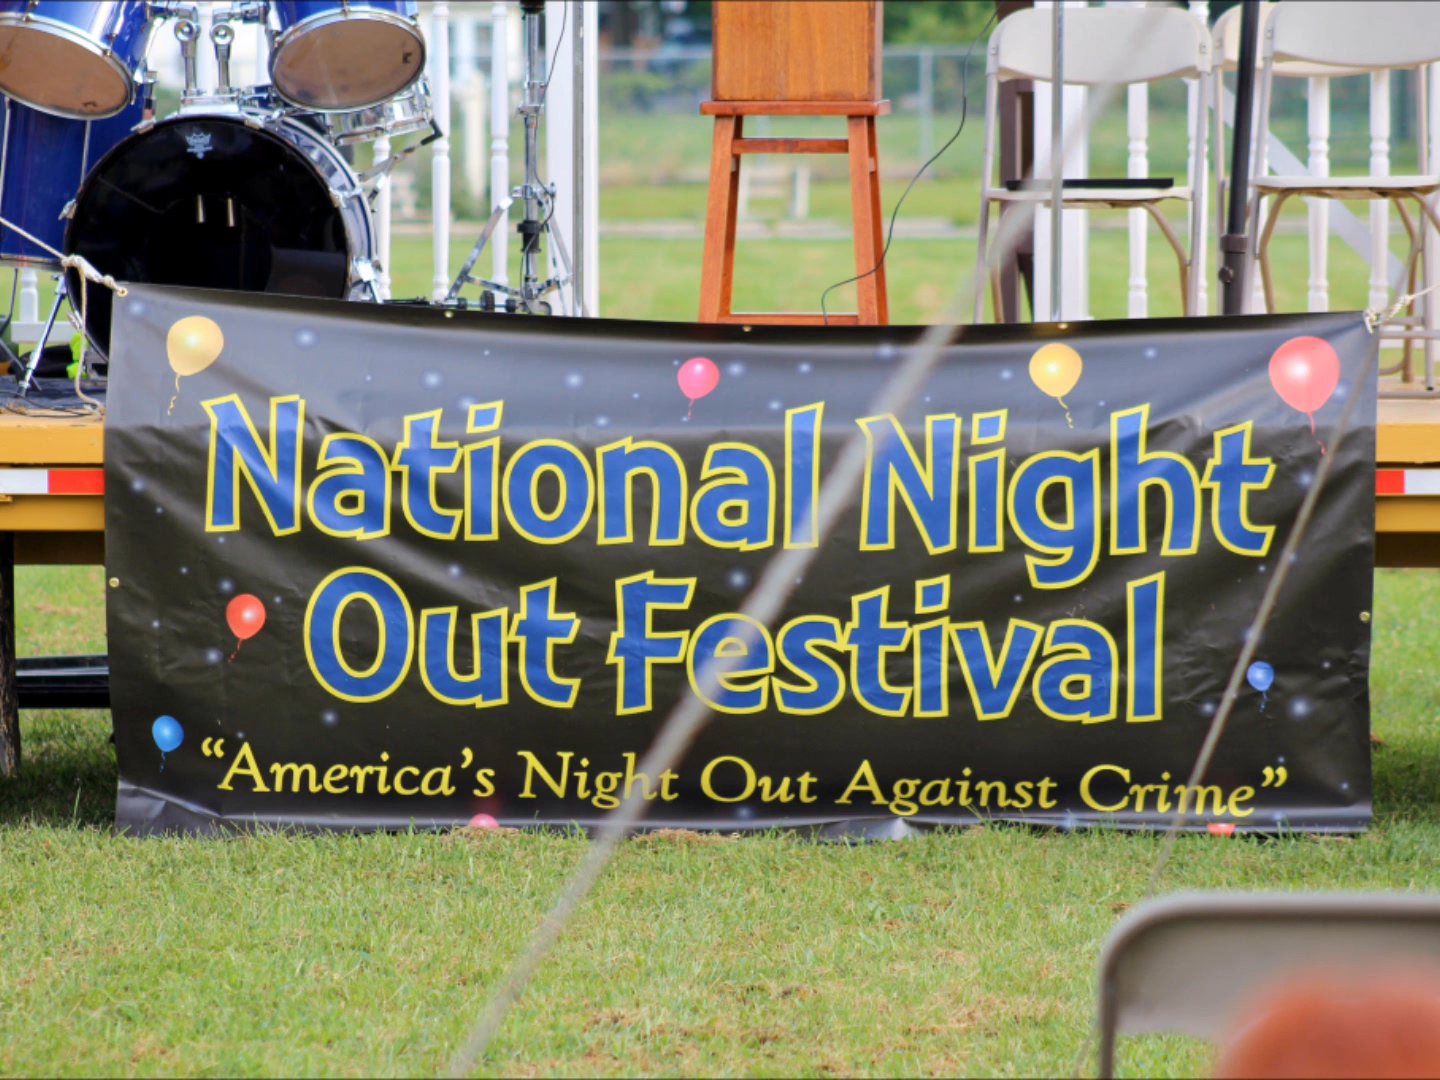 National Night
Out Festival
“America’s Night Out Against Crime”